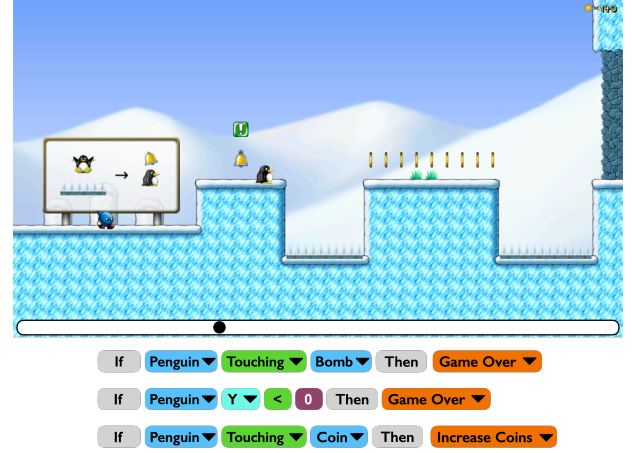 If Penguin Touching Bomb Then Game Over
If Penguin Y < 0 Then Game Over
If Penguin Touching Coin Then Increase Coins